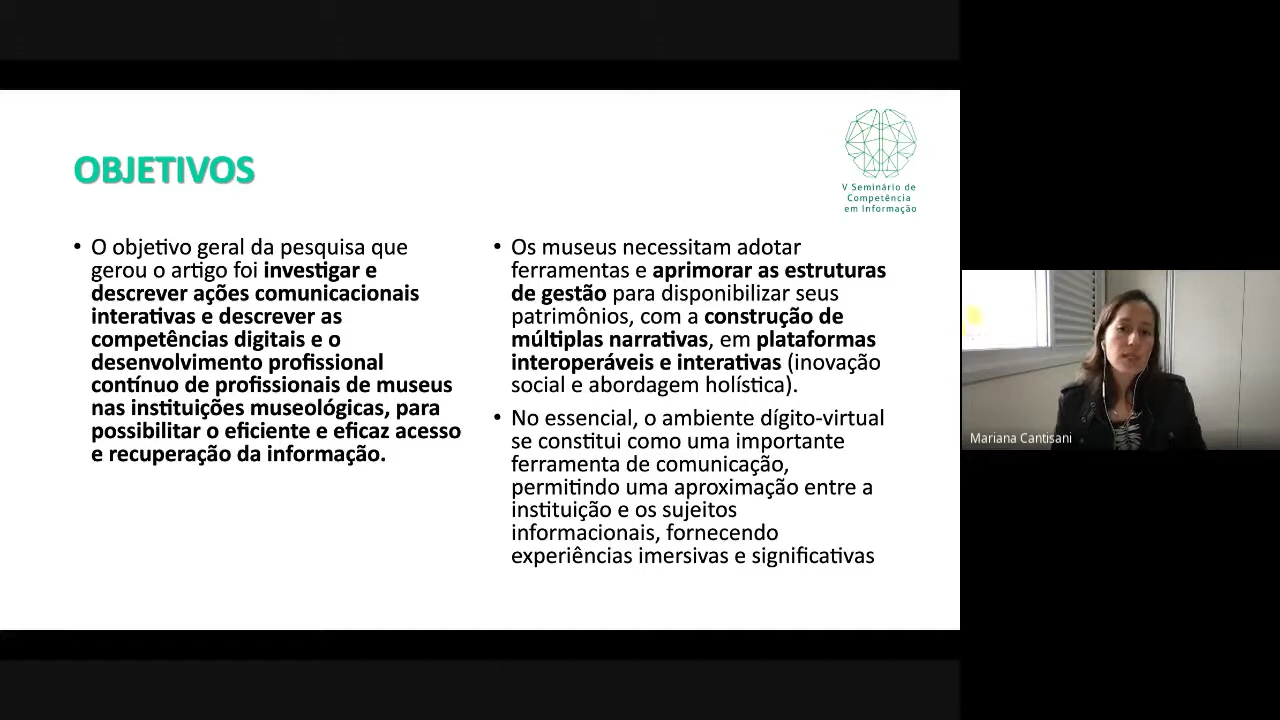 OBJETIVOS
V Seminário de
Competência
em Informação
• O objetivo geral da pesquisa que
gerou o artigo foi investigar e
descrever ações comunicacionais
interativas e descrever as
competências digitais e o
desenvolvimento profissional
contínuo de profissionais de museus
nas instituições museológicas, para
possibilitar o eficiente e eficaz acesso
e recuperação da informação.
• Os museus necessitam adotar
ferramentas e aprimorar as estruturas
de gestão para disponibilizar seus
patrimônios, com a construção de
múltiplas narrativas, em plataformas
interoperáveis e interativas (inovação
social e abordagem holística).
• No essencial, o ambiente dígito-virtual
se constitui como uma importante
ferramenta de comunicação,
permitindo uma aproximação entre a
instituição e os sujeitos
informacionais, fornecendo
experiências imersivas e significativas
Mariana Cantisani